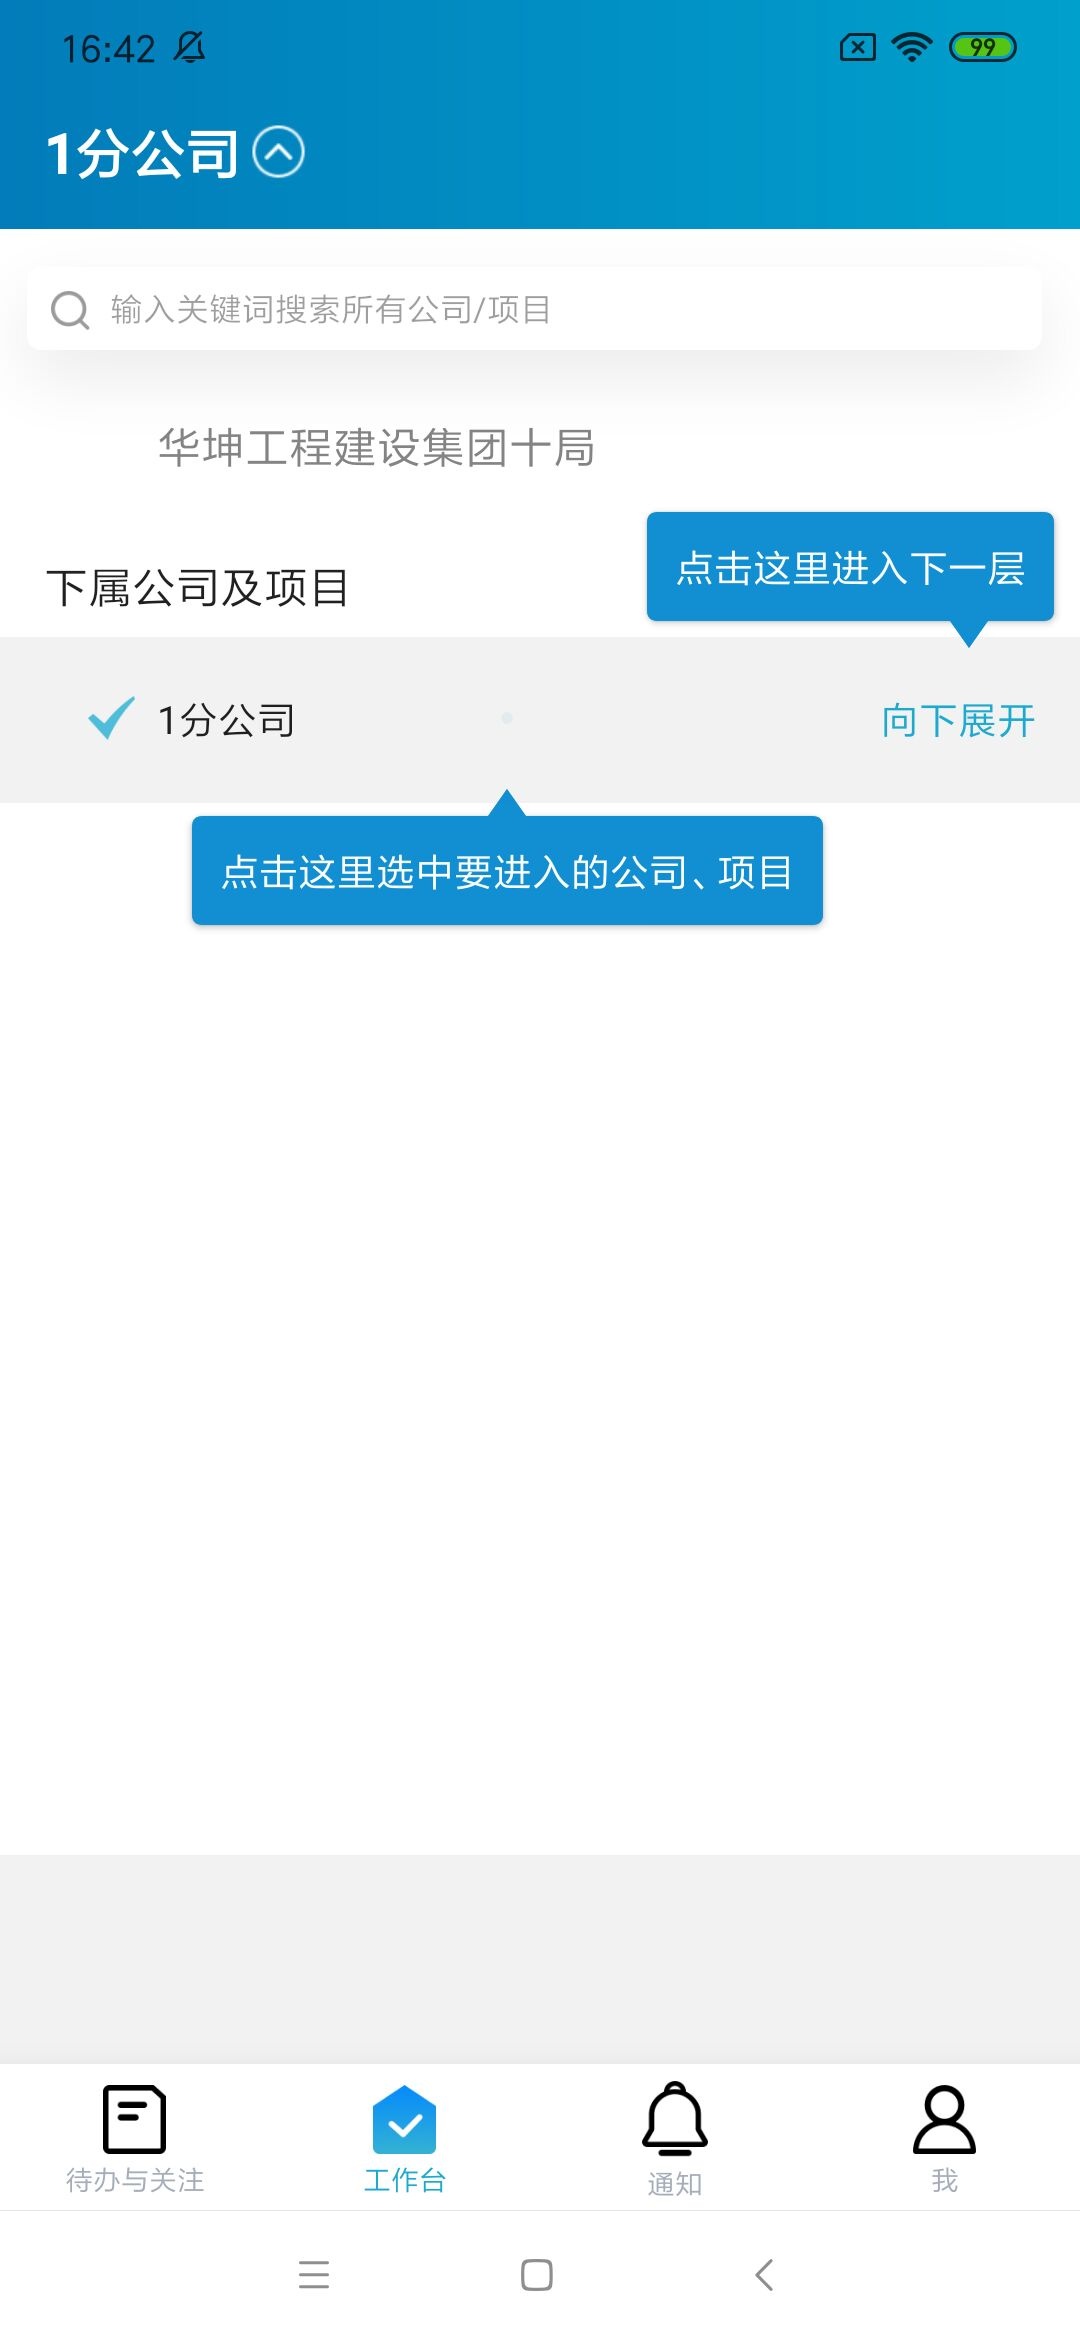 16:42
99
1分公司
输入关键词搜索所有公司/项目
华坤工程建设集团十局
点击这里进入下一层
下属公司及项目
1分公司
向下展开
点击这里选中要进入的公司、项目
待办与关注
工作台
通知
我